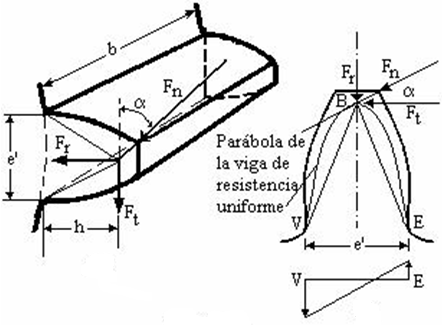 b
Fₙ
α
Fᵣ
e'
Fₜ
h
Fᵣ
Fₙ
B
α
Fₜ
Parábola de
la viga de
resistencia
uniforme
V
E
e'
V
E